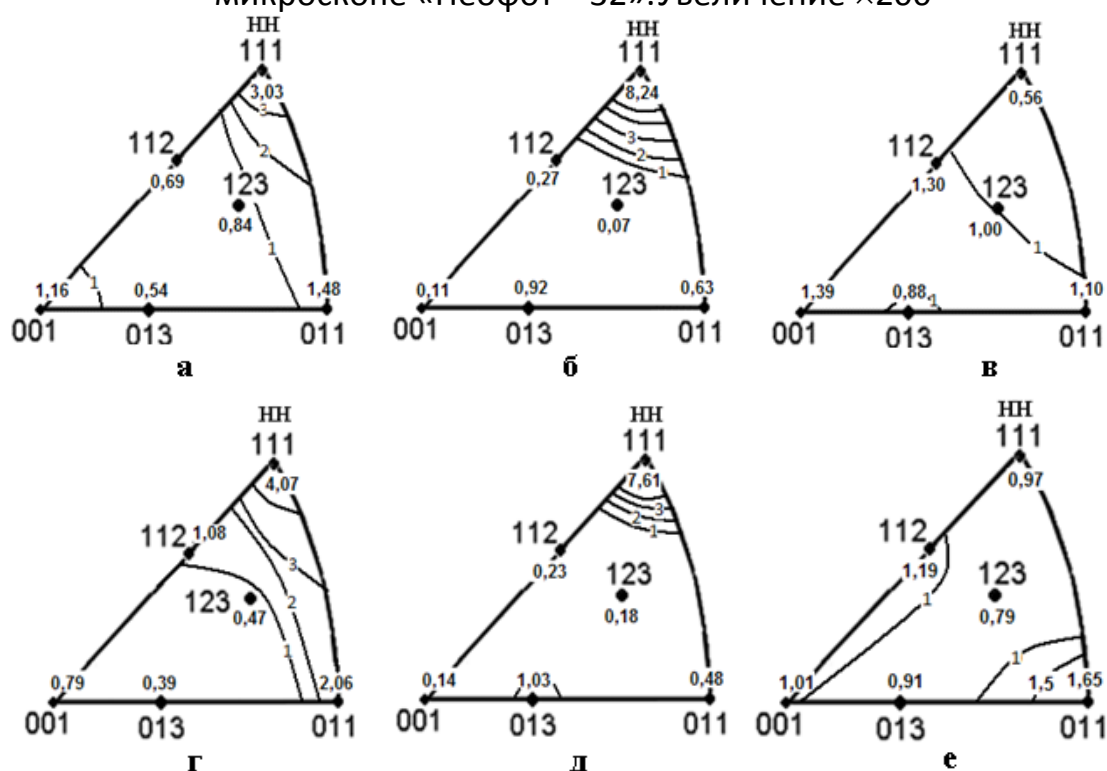 микроскопе «Неофот – 32».Увеличение ×200
НН НН НН
111 111 111
3,03 8,24 0,56
3 3
2 2
1
112 112 112
0,69 0,27 1,30
123 123 123
0,84 0,07 1,00
1 1
1 1
1,16 0,54 1,48 0,11 0,92 0,63 1,39 0,88 1,10
001 013 011 001 013 011 001 013 011
а б в
НН НН НН
111 111 111
4,07 7,61 0,97
3
2
1
112 1,08 112 112
0,23 1,19
3
123 0,47 123 0,18 123 0,79
2 1
1 1
0,79 0,39 2,06 0,14 1,03 0,48 1,01 0,91 1,5 1,65
001 013 011 001 013 011 001 013 011
г д е